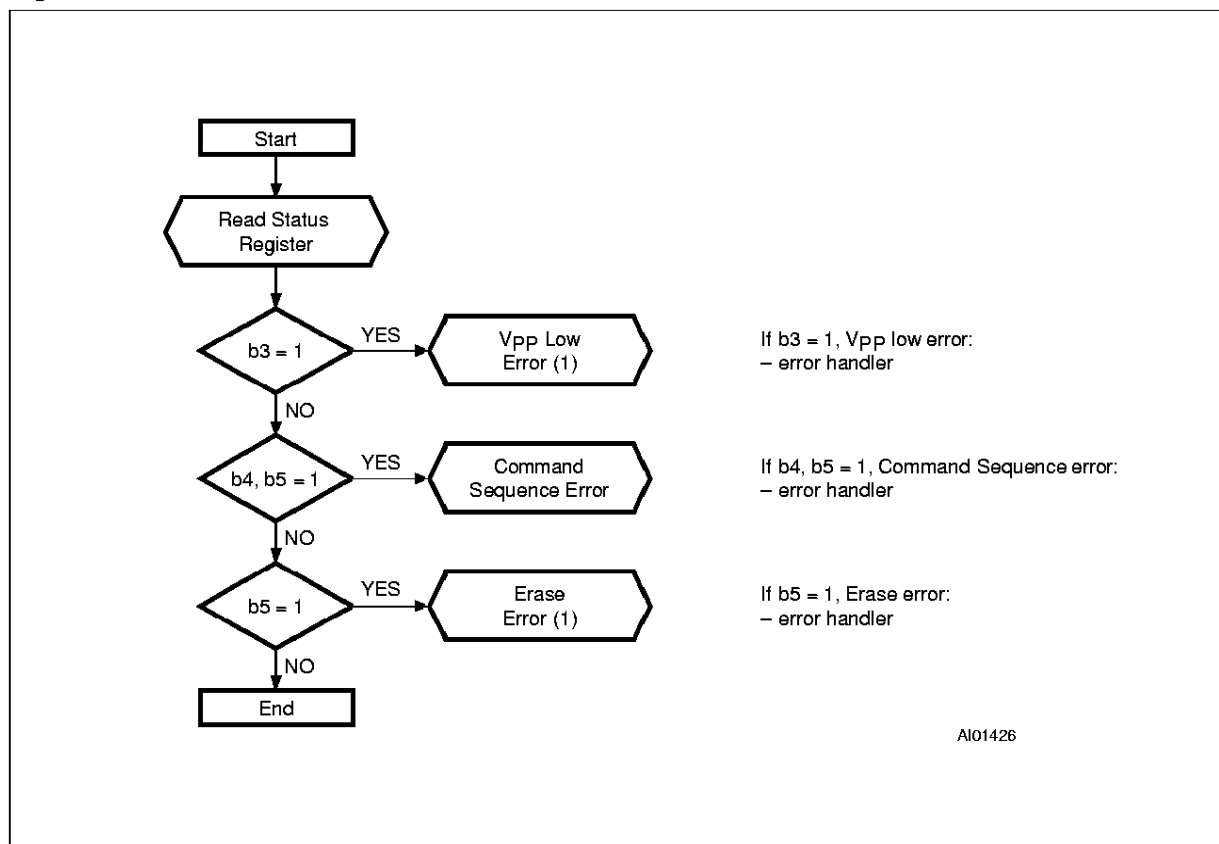 Start
Read Status
Register
b3 = 1
YES
VPP Low
Error (1)
If b3 = 1, VPP low error:
– error handler
NO
b4, b5 = 1
YES
Command
Sequence Error
If b4, b5 = 1, Command Sequence error:
– error handler
NO
b5 = 1
YES
Erase
Error (1)
If b5 = 1, Erase error:
– error handler
NO
End
AI01426